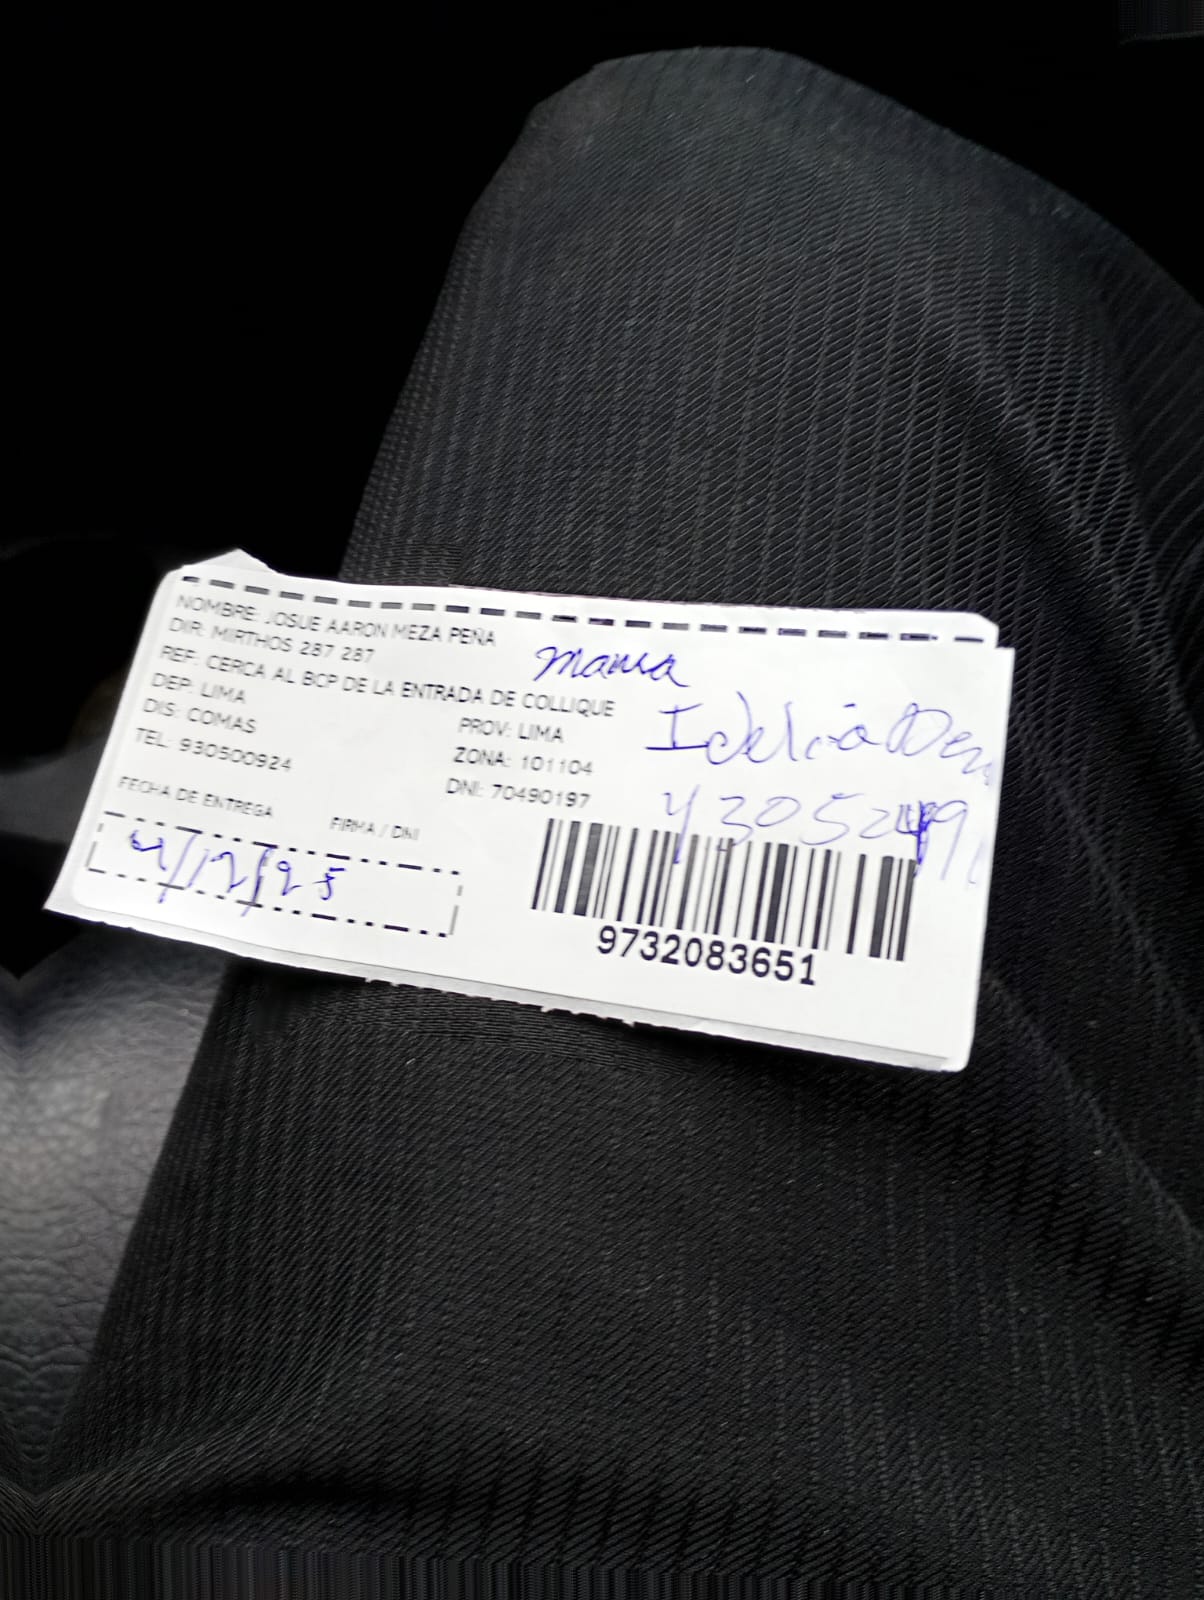 NOMBRE: JOSUE AARON MEZA PEÑA
DIR: MIRTHOS 287 287
REF: CERCA AL BCP DE LA ENTRADA DE COLLIQUE
DEP: LIMA PROV: LIMA
DIS: COMAS ZONA: 101104
TEL: 930500924 DNI: 70490197
FECHA DE ENTREGA FIRMA / DNI
4/12/25
mama
Idelia
9732083651